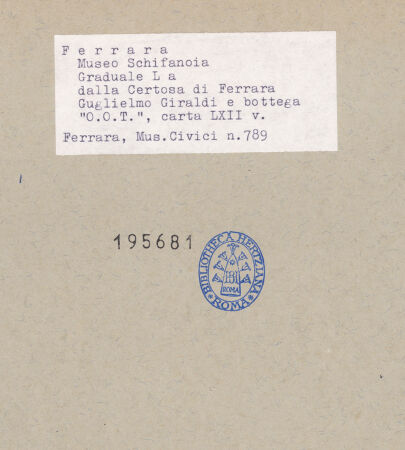 F e r r a r a
Museo Schifanoia
Graduale L a
dalla Certosa di Ferrara
Guglielmo Giraldi e bottega
"O.O.T.", carta LXII v.
Ferrara, Mus.Civici n.789
195681
BIBLIOTHECA HERTZIANA
ROMA
ROMA